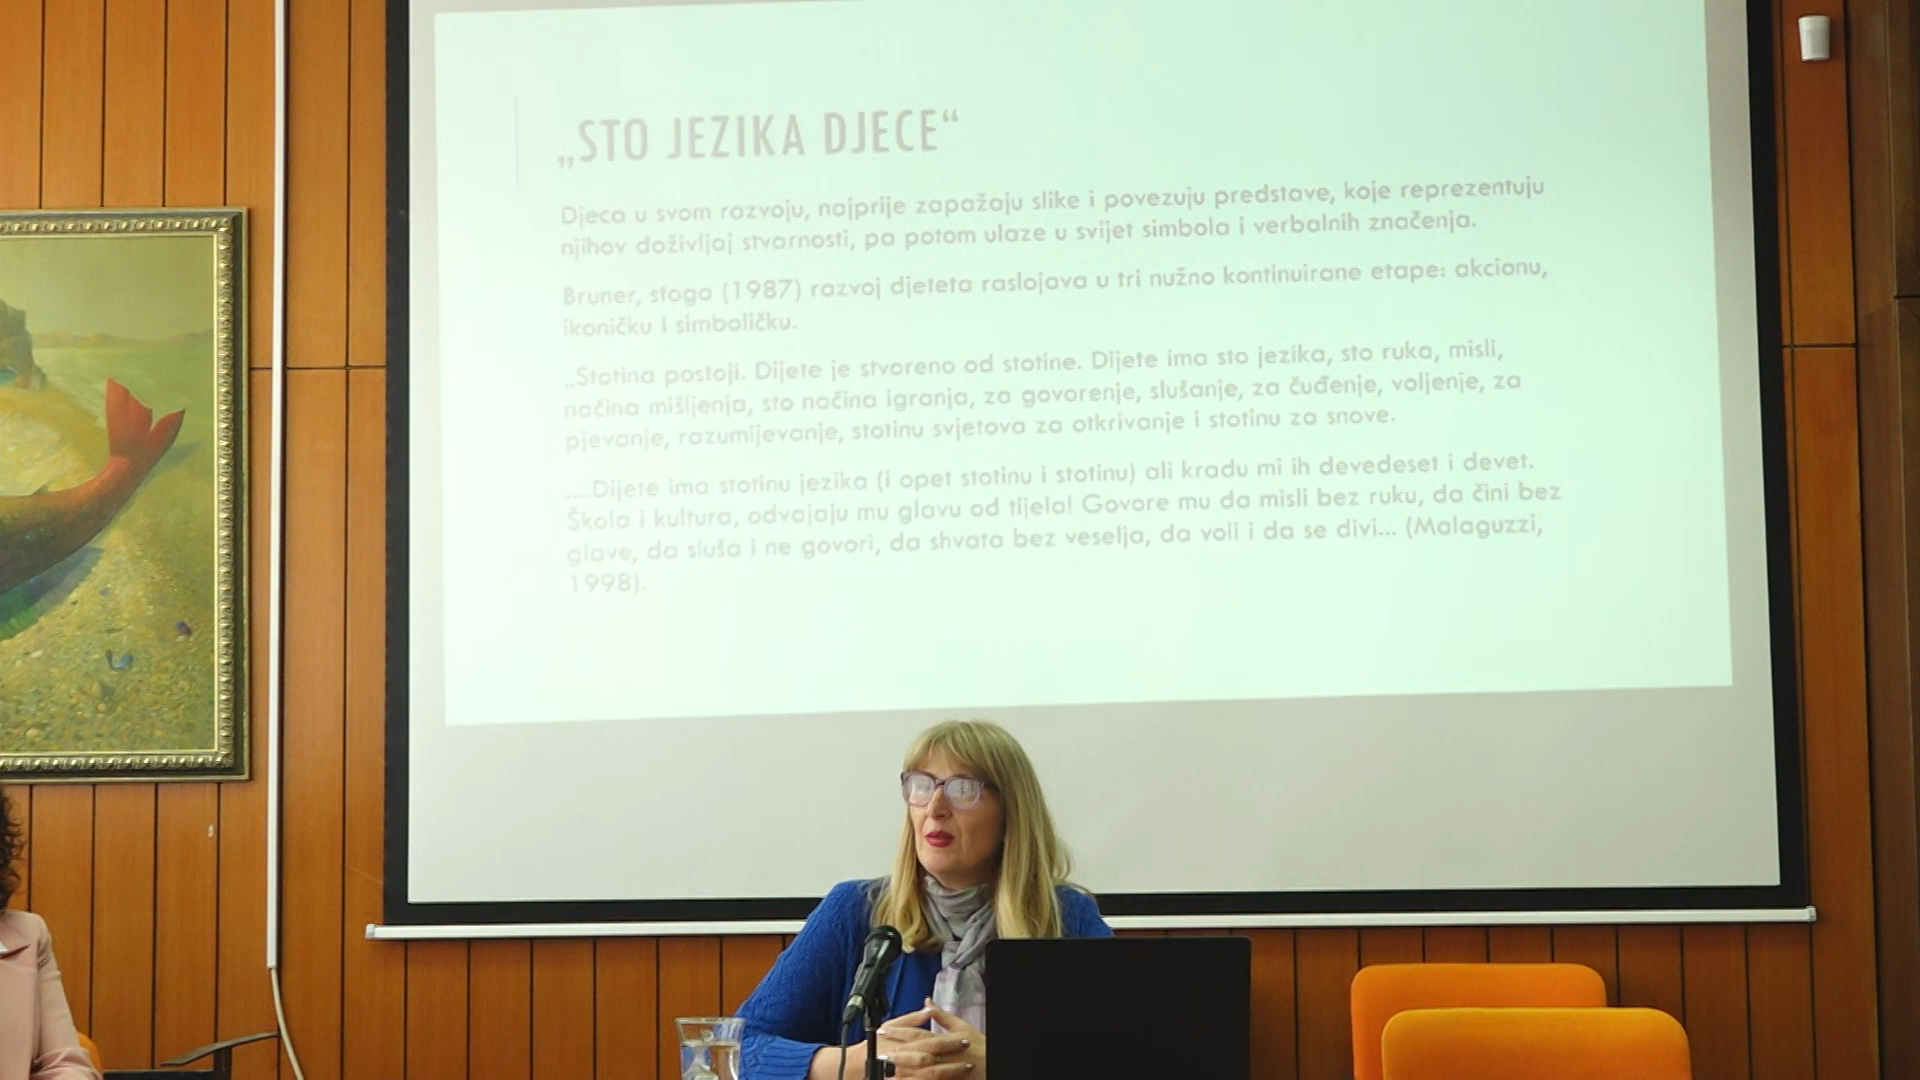 „STO JEZIKA DJECE“
Djeca u svom razvoju, najprije zapažaju slike i povezuju predstave, koje reprezentuju
njihov doživljaj stvarnosti, pa potom ulaze u svijet simbola i verbalnih značenja.
Bruner, stoga (1987) razvoj djeteta raslojava u tri nužno kontinuirane etape: akcionu,
ikoničku i simboličku.
„Stotina postoji. Dijete je stvoreno od stotine. Dijete ima sto jezika, sto ruka, misli,
načina mišljenja, sto načina igranja, za govorenje, slušanje, za čuđenje, voljenje, za
pjevanje, razumijevanje, stotinu svjetova za otkrivanje i stotinu za snove.
....Dijete ima stotinu jezika (i opet stotinu i stotinu) ali kradu mi ih devedeset i devet.
Škola i kultura, odvajaju mu glavu od tijela! Govore mu da misli bez ruku, da čini bez
glave, da sluša i ne govori, da shvata bez veselja, da voli i da se divi... (Malaguzzi,
1998).